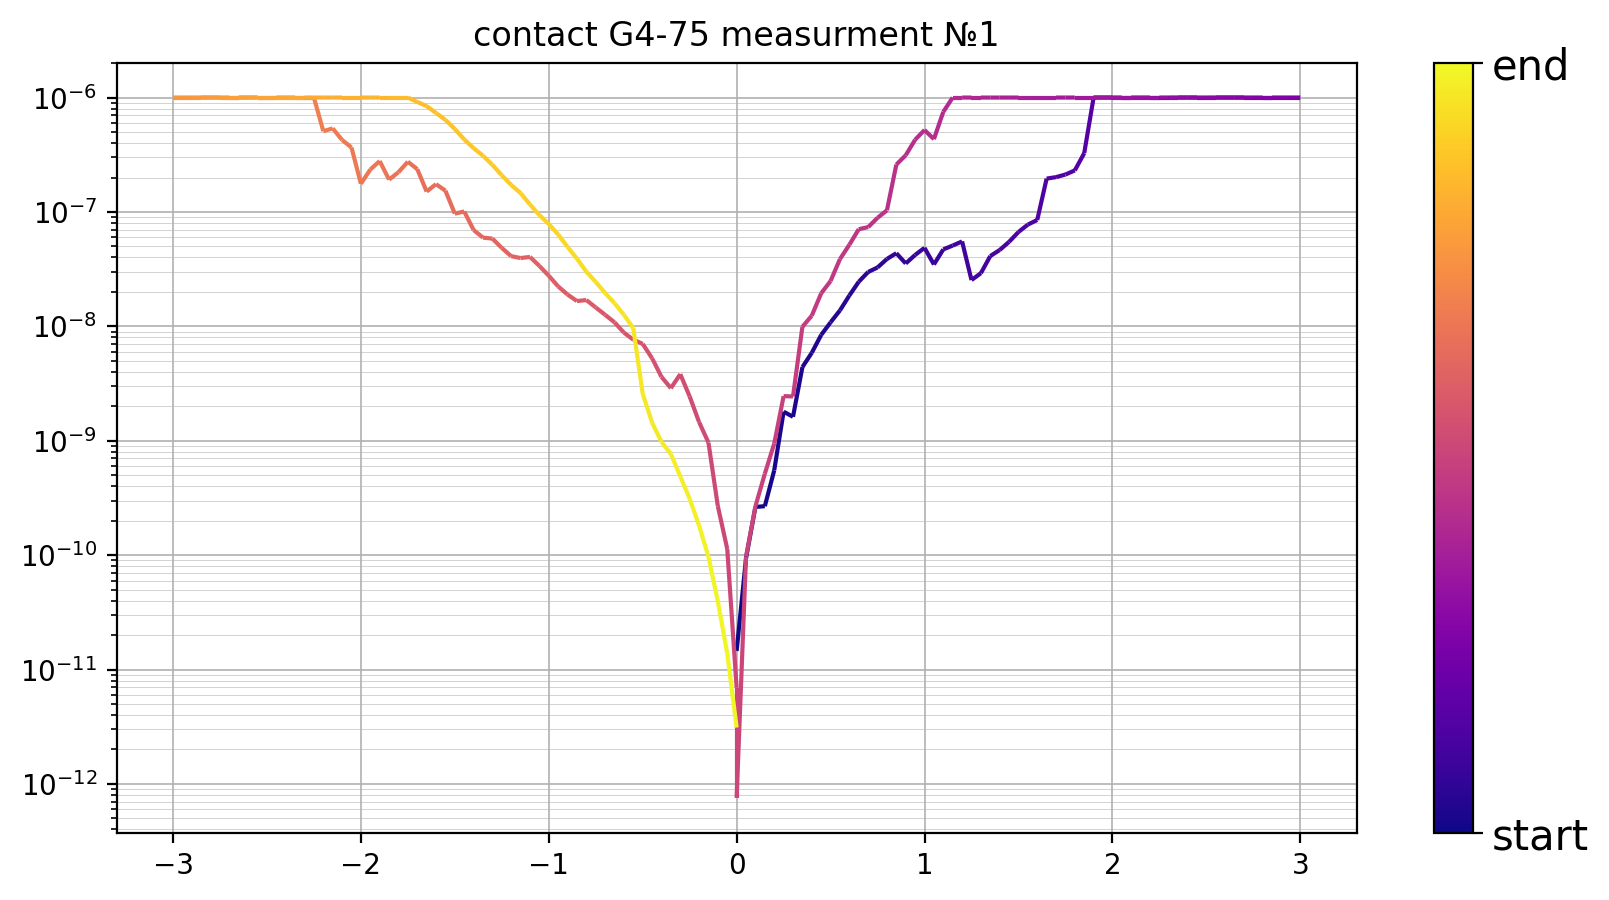 contact G4-75 measurment №1
10⁻⁶
10⁻⁷
10⁻⁸
10⁻⁹
10⁻¹⁰
10⁻¹¹
10⁻¹²
−3 −2 −1 0 1 2 3
end
start